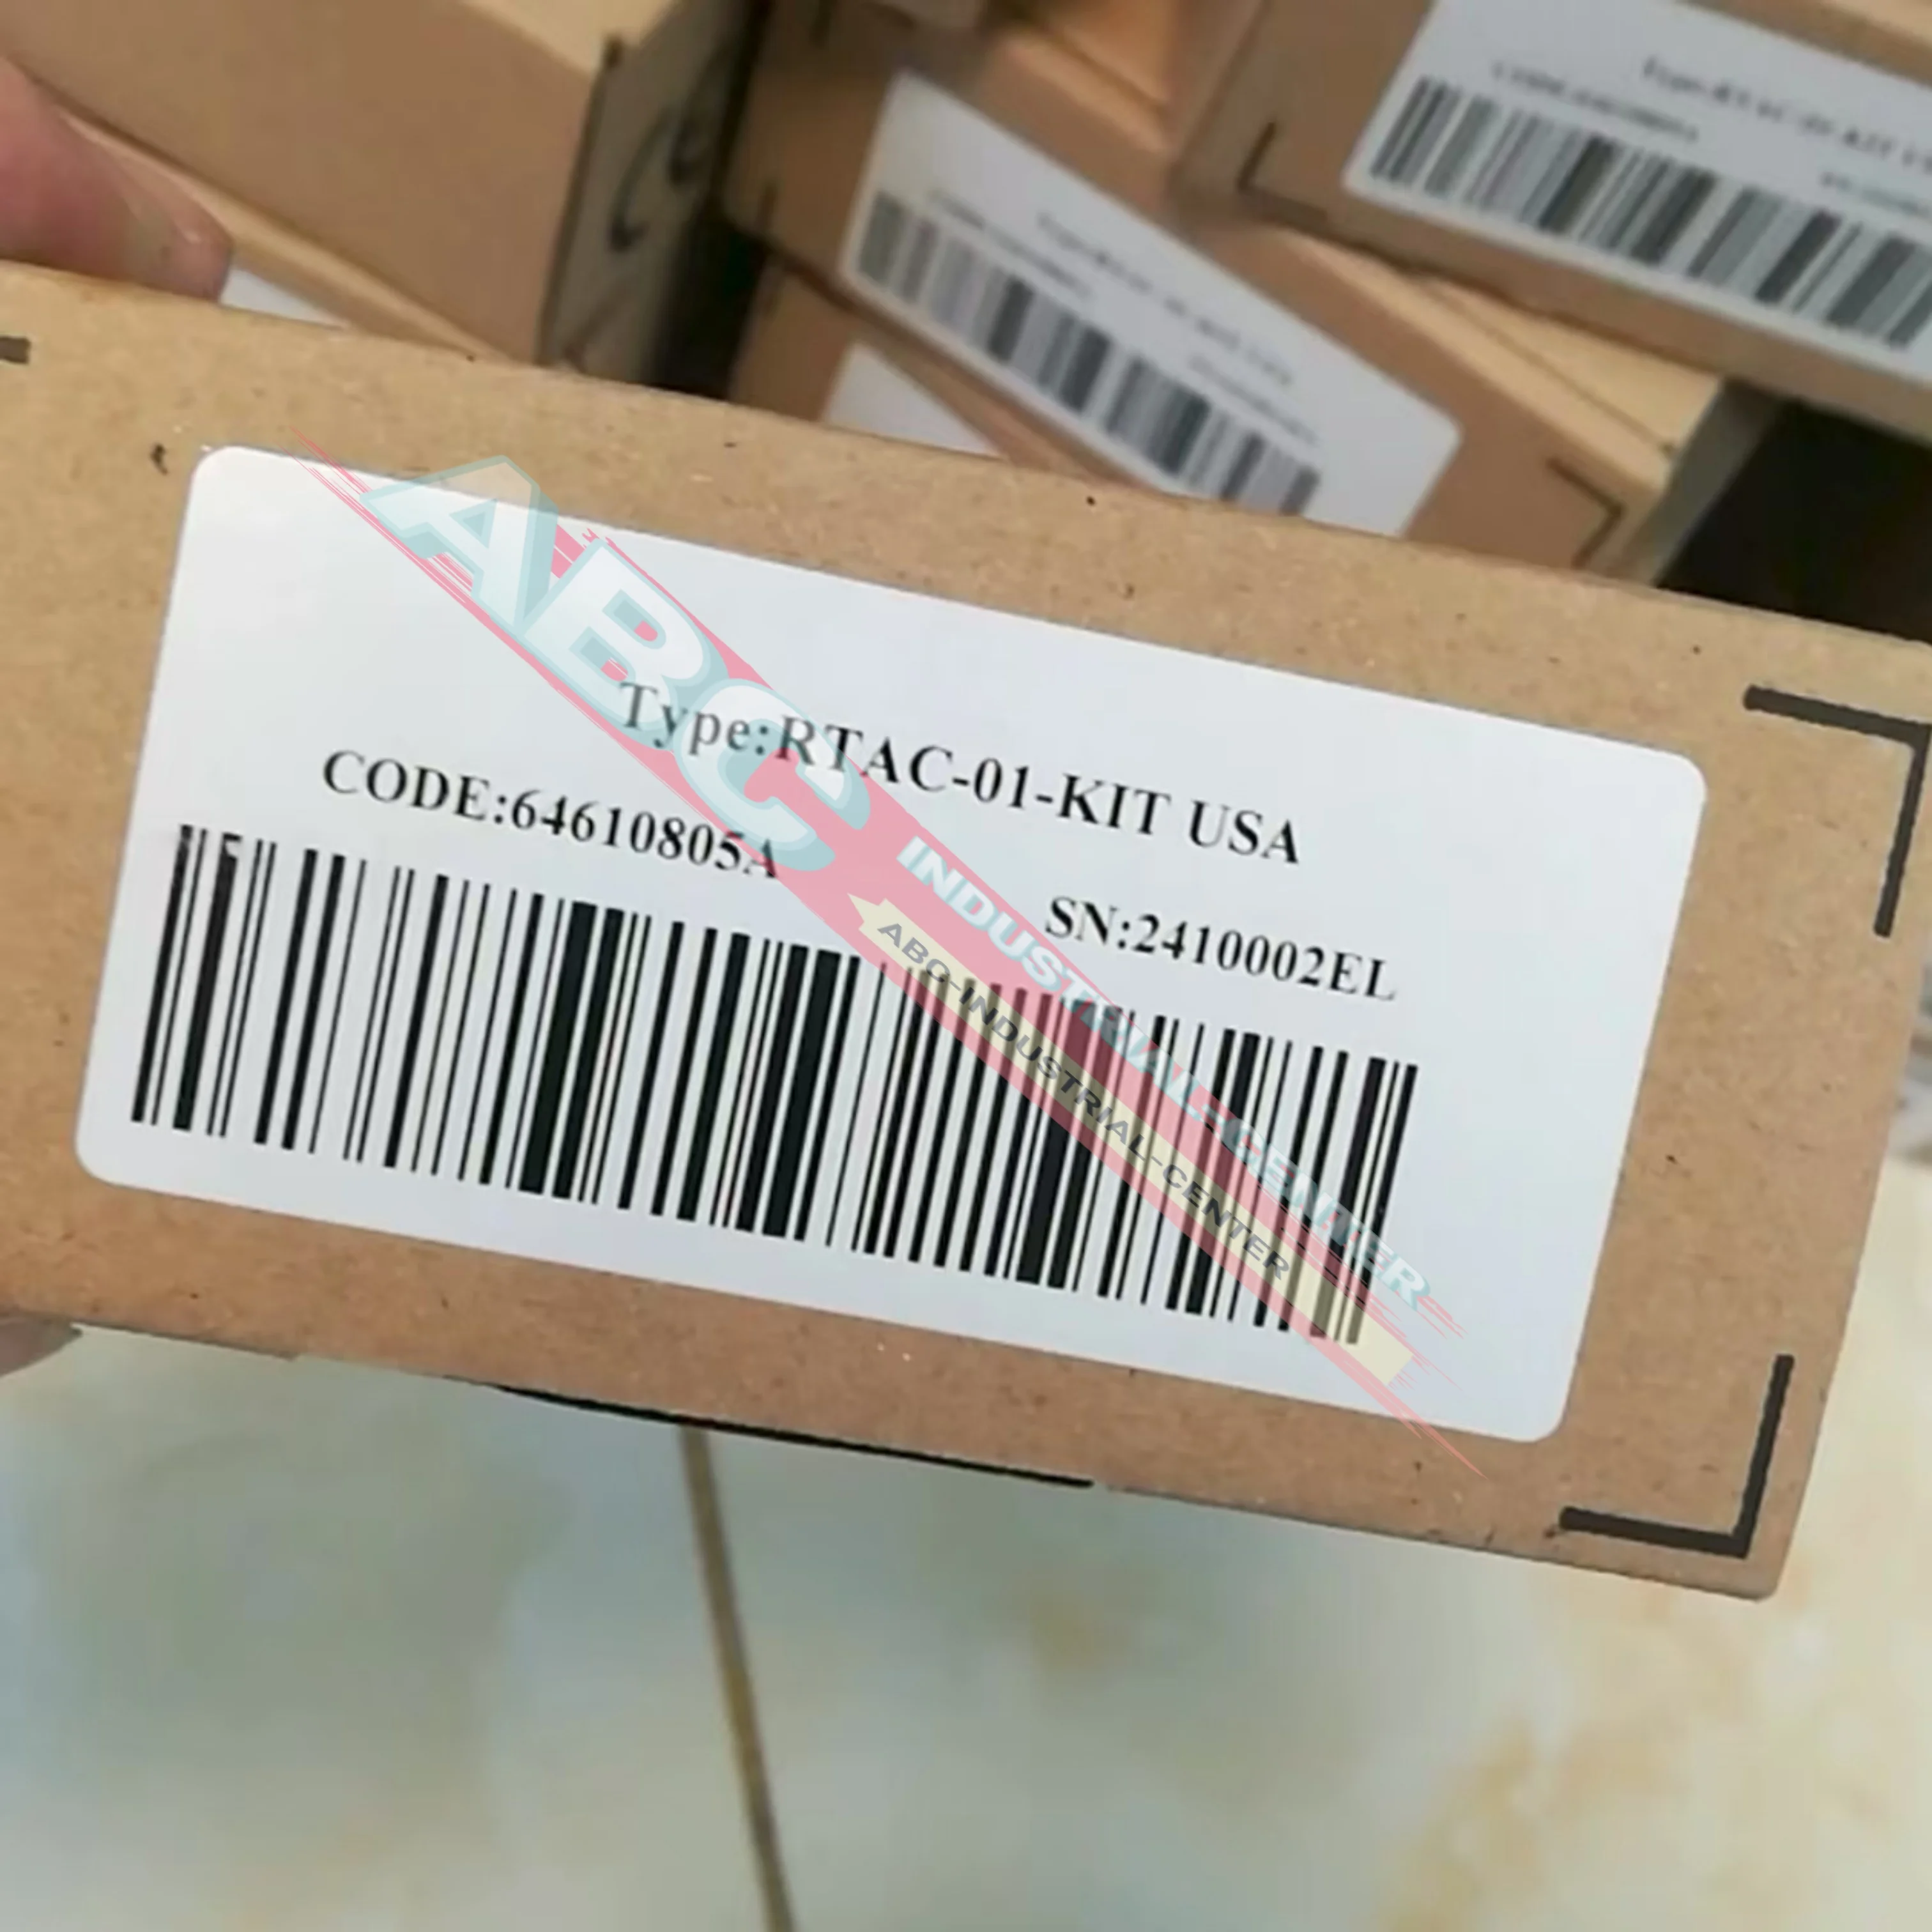 Type:RTAC-01-KIT USA
CODE:64610805A
SN:2410002EL
ABC
INDUSTRIAL-CENTER
ABC-INDUSTRIAL-CENTER